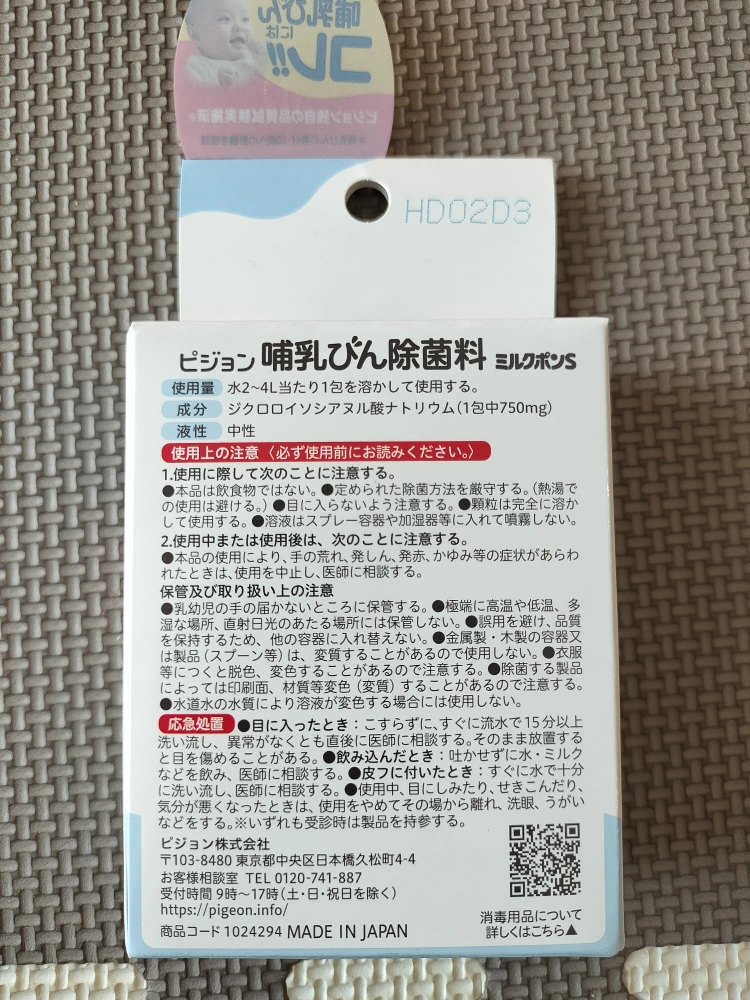 哺乳びん
には
コレ!!
ピジョン独自の品質試験実施済※
HD02D3
ピジョン 哺乳びん除菌料 ミルクポンS
使用量 水2~4L当たり1包を溶かして使用する。
成分 ジクロロイソシアヌル酸ナトリウム(1包中750mg)
液性 中性
使用上の注意〈必ず使用前にお読みください。〉
1.使用に際して次のことに注意する。
●本品は飲食物ではない。●定められた除菌方法を厳守する。(熱湯で
の使用は避ける。)●目に入らないよう注意する。●顆粒は完全に溶か
して使用する。●溶液はスプレー容器や加湿器等に入れて噴霧しない。
2.使用中または使用後は、次のことに注意する。
●本品の使用により、手の荒れ、発しん、発赤、かゆみ等の症状があらわ
れたときは、使用を中止し、医師に相談する。
保管及び取り扱い上の注意
●乳幼児の手の届かないところに保管する。●極端に高温や低温、多
湿な場所、直射日光のあたる場所には保管しない。●誤用を避け、品質
を保持するため、他の容器に入れ替えない。●金属製・木製の容器又
は製品(スプーン等)は、変質することがあるので使用しない。●衣服
等につくと脱色、変色することがあるので注意する。●除菌する製品
によっては印刷面、材質等変色(変質)することがあるので注意する。
●水道水の水質により溶液が変色する場合には使用しない。
応急処置 ●目に入ったとき：こすらずに、すぐに流水で15分以上
洗い流し、異常がなくとも直後に医師に相談する。そのまま放置する
と目を傷めることがある。●飲み込んだとき：吐かせずに水・ミルク
などを飲み、医師に相談する。●皮フに付いたとき：すぐに水で十分
に洗い流し、医師に相談する。●使用中、目にしみたり、せきこんだり、
気分が悪くなったときは、使用をやめてその場から離れ、洗眼、うがい
などをする。※いずれも受診時は製品を持参する。
ピジョン株式会社
〒103-8480 東京都中央区日本橋久松町4-4
お客様相談室 TEL 0120-741-887
受付時間 9時〜17時(土・日・祝日を除く)
https://pigeon.info/
商品コード 1024294 MADE IN JAPAN
消毒用品について
詳しくはこちら▲